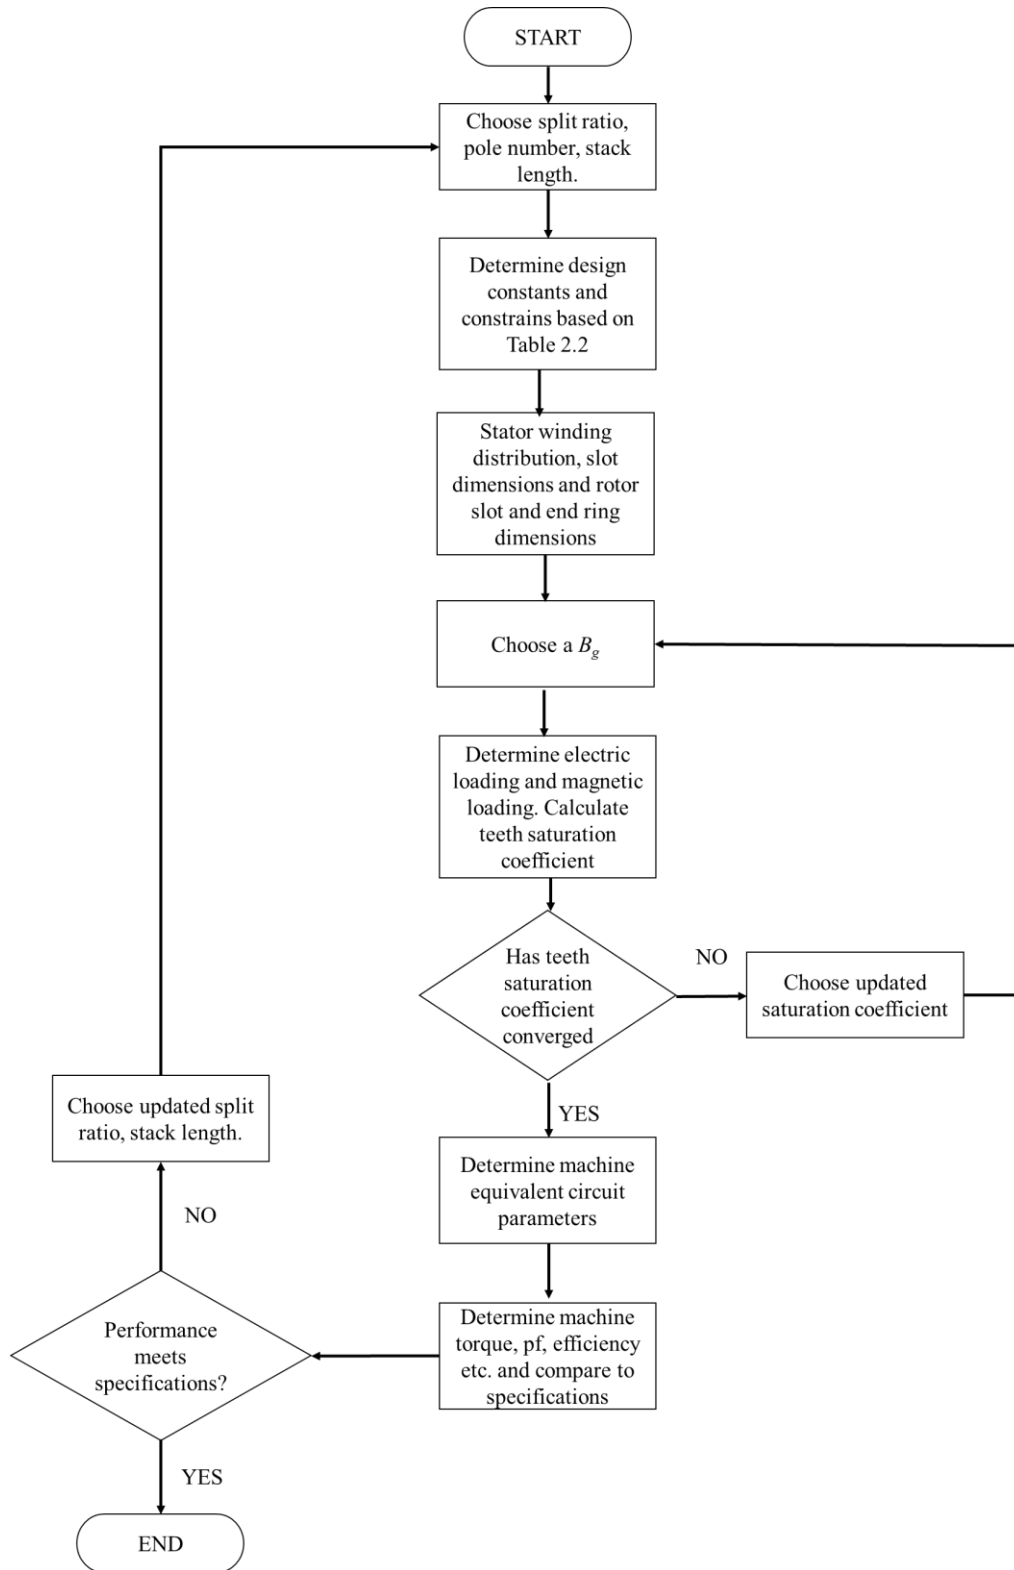 START
Choose split ratio,
pole number, stack
length.
Determine design
constants and
constrains based on
Table 2.2
Stator winding
distribution, slot
dimensions and rotor
slot and end ring
dimensions
Choose a B_g
Determine electric
loading and magnetic
loading. Calculate
teeth saturation
coefficient
Has teeth
saturation
coefficient
converged
NO
Choose updated
saturation coefficient
YES
Determine machine
equivalent circuit
parameters
Determine machine
torque, pf, efficiency
etc. and compare to
specifications
Performance
meets
specifications?
NO
Choose updated split
ratio, stack length.
YES
END